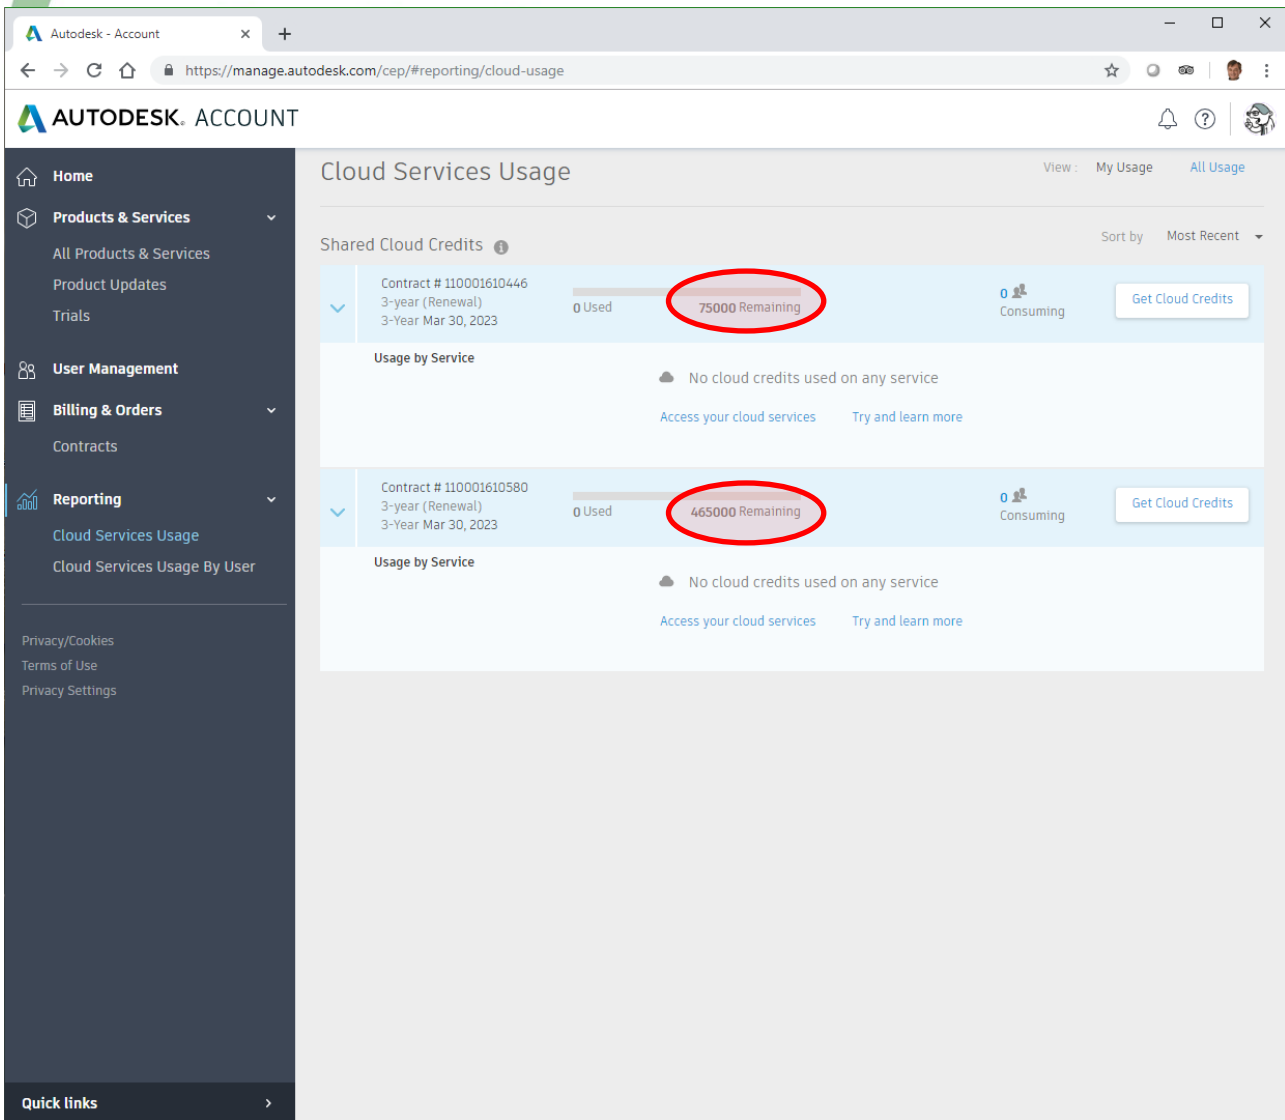 Autodesk - Account
https://manage.autodesk.com/cep/#reporting/cloud-usage
AUTODESK. ACCOUNT
Home
Products & Services
All Products & Services
Product Updates
Trials
User Management
Billing & Orders
Contracts
Reporting
Cloud Services Usage
Cloud Services Usage By User
Privacy/Cookies
Terms of Use
Privacy Settings
Quick links
Cloud Services Usage
View : My Usage All Usage
Shared Cloud Credits
Sort by Most Recent
Contract # 110001610446
3-year (Renewal)
3-Year Mar 30, 2023
0 Used 75000 Remaining
0
Consuming
Get Cloud Credits
Usage by Service
No cloud credits used on any service
Access your cloud services Try and learn more
Contract # 110001610580
3-year (Renewal)
3-Year Mar 30, 2023
0 Used 465000 Remaining
0
Consuming
Get Cloud Credits
Usage by Service
No cloud credits used on any service
Access your cloud services Try and learn more